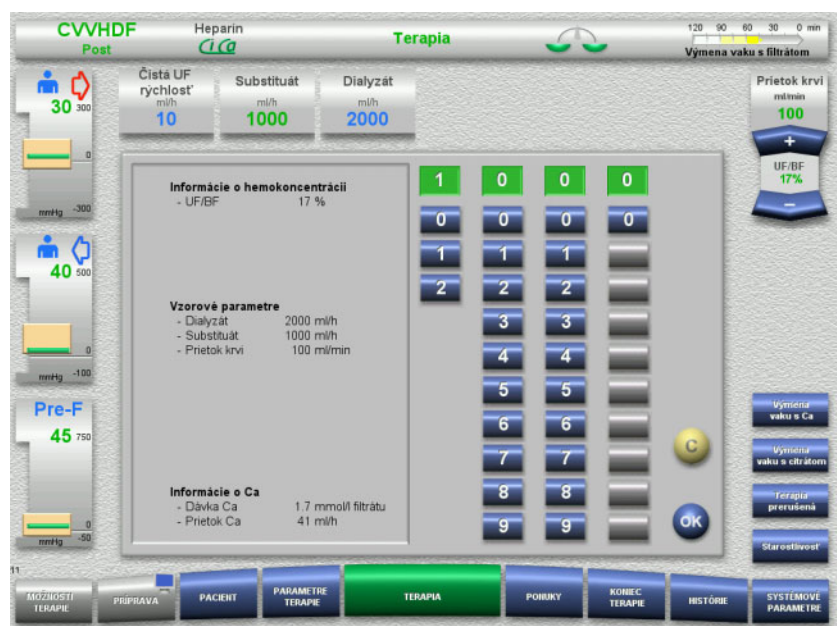 CVVHDF
Post
Heparin
CiCa
Terapia
120 90 60 30 0 min
Výmena vaku s filtrátom
30 300
0
mmHg -300
40 500
0
mmHg -100
Pre-F
45 750
0
mmHg -50
Čistá UF
rýchlosť
ml/h
10
Substituát
ml/h
1000
Dialyzát
ml/h
2000
Prietok krvi
ml/min
100
+
UF/BF
17%
−
Informácie o hemokoncentrácii
- UF/BF 17 %
Vzorové parametre
- Dialyzát 2000 ml/h
- Substituát 1000 ml/h
- Prietok krvi 100 ml/min
Informácie o Ca
- Dávka Ca 1.7 mmol/l filtrátu
- Prietok Ca 41 ml/h
1 0 0 0
0 0 0 0
1 1 1
2 2 2
3 3
4 4
5 5
6 6
7 7
8 8
9 9
C
OK
Výmena
vaku s Ca
Výmena
vaku s citrátom
Terapia
prerušená
Starostlivosť
11
MOŽNOSTI
TERAPIE
PRÍPRAVA
PACIENT
PARAMETRE
TERAPIE
TERAPIA
PONUKY
KONIEC
TERAPIE
HISTÓRIE
SYSTÉMOVÉ
PARAMETRE